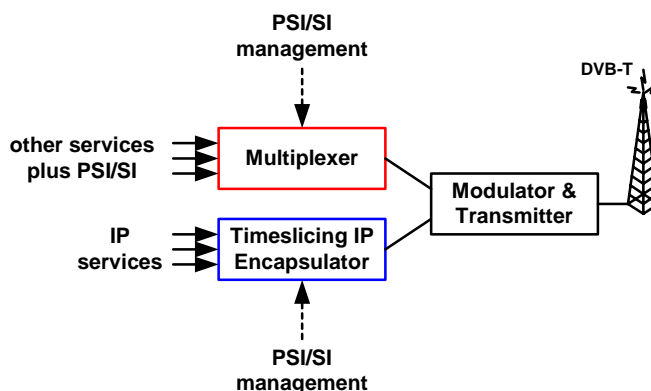 PSI/SI
management
DVB-T
other services
plus PSI/SI
Multiplexer
Modulator &
Transmitter
IP
services
Timeslicing IP
Encapsulator
PSI/SI
management